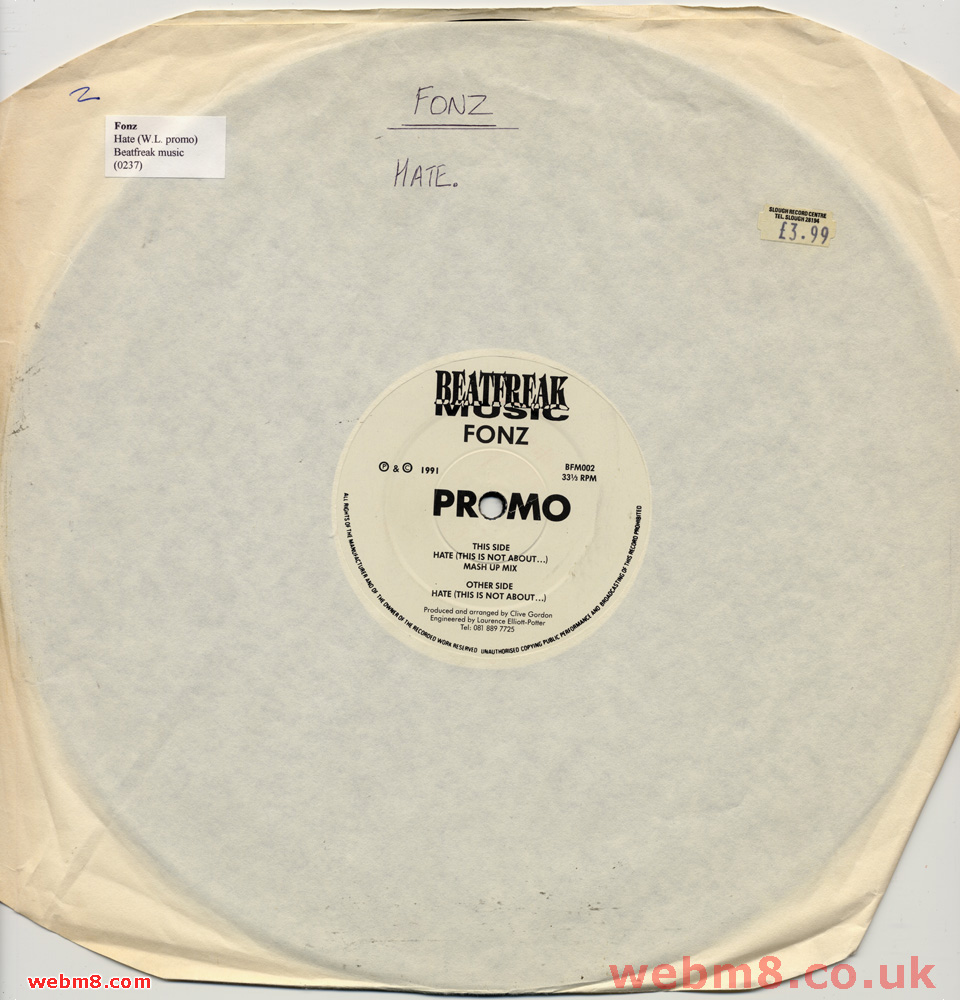 2
FONZ
HATE.
Fonz
Hate (W.L. promo)
Beatfreak music
(0237)
SLOUGH RECORD CENTRE
TEL. SLOUGH 28194
£3.99
BEATFREAK
MUSIC
FONZ
℗ & © 1991
BFM002
33⅓ RPM
PROMO
THIS SIDE
HATE (THIS IS NOT ABOUT...)
MASH UP MIX
OTHER SIDE
HATE (THIS IS NOT ABOUT...)
Produced and arranged by Clive Gordon
Engineered by Laurence Elliott-Potter
Tel: 081 889 7725
ALL RIGHTS OF THE MANUFACTURER AND OF THE OWNER OF THE RECORDED WORK RESERVED UNAUTHORISED COPYING PUBLIC PERFORMANCE AND BROADCASTING OF THIS RECORD PROHIBITED
webm8.com
webm8.co.uk